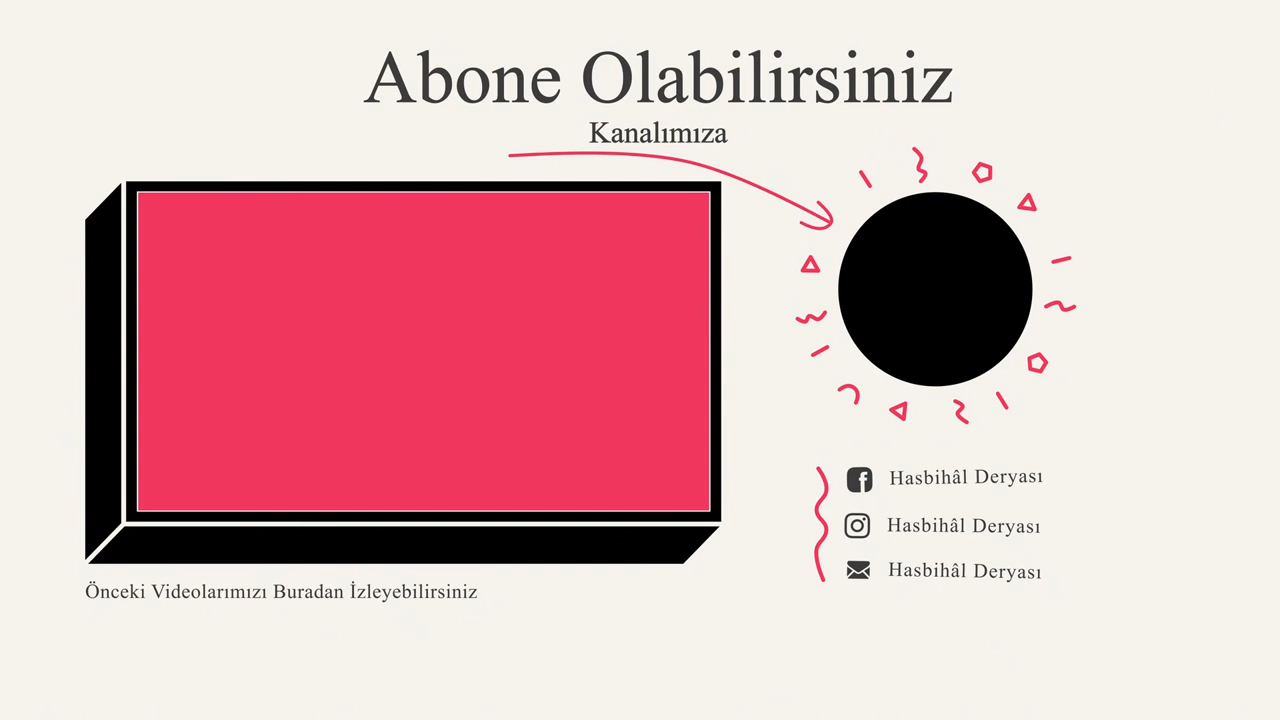 Abone Olabilirsiniz
Kanalımıza
Hasbihâl Deryası
Hasbihâl Deryası
Hasbihâl Deryası
Önceki Videolarımızı Buradan İzleyebilirsiniz